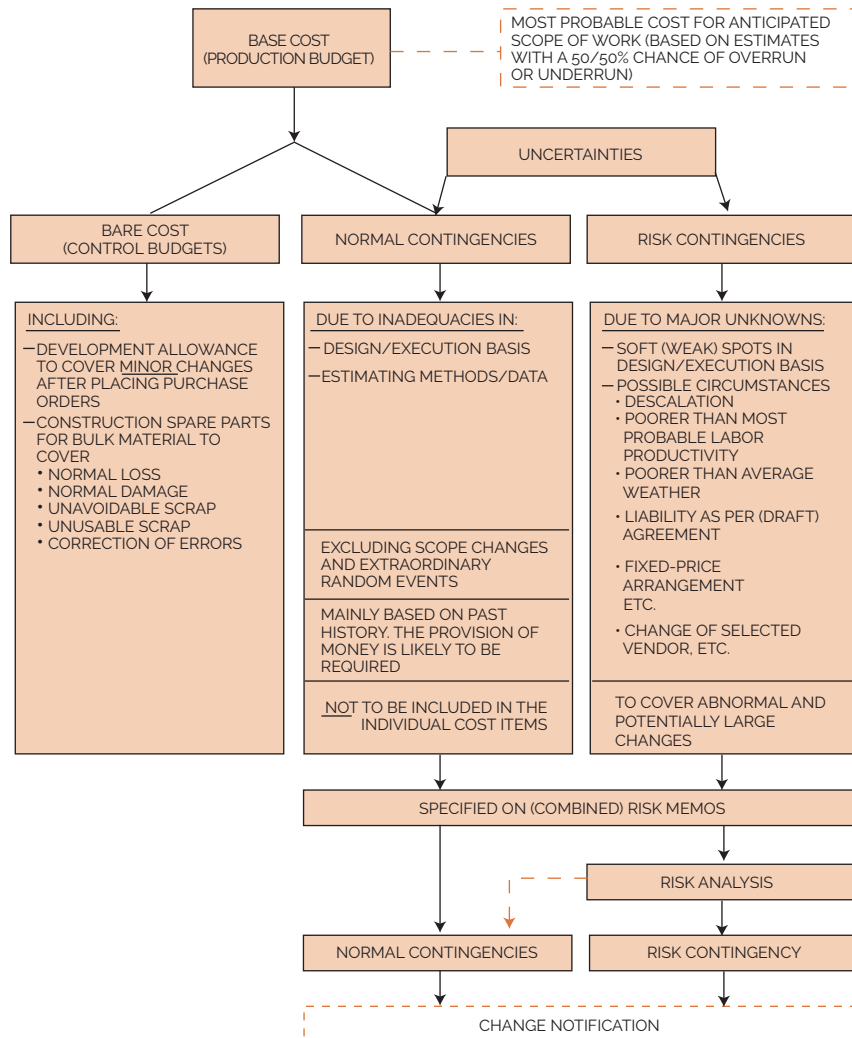 BASE COST
(PRODUCTION BUDGET)
MOST PROBABLE COST FOR ANTICIPATED
SCOPE OF WORK (BASED ON ESTIMATES
WITH A 50/50% CHANCE OF OVERRUN
OR UNDERRUN)
UNCERTAINTIES
BARE COST
(CONTROL BUDGETS)
NORMAL CONTINGENCIES
RISK CONTINGENCIES
INCLUDING:
—DEVELOPMENT ALLOWANCE
TO COVER MINOR CHANGES
AFTER PLACING PURCHASE
ORDERS
—CONSTRUCTION SPARE PARTS
FOR BULK MATERIAL TO
COVER
• NORMAL LOSS
• NORMAL DAMAGE
• UNAVOIDABLE SCRAP
• UNUSABLE SCRAP
• CORRECTION OF ERRORS
DUE TO INADEQUACIES IN:
— DESIGN/EXECUTION BASIS
— ESTIMATING METHODS/DATA
EXCLUDING SCOPE CHANGES
AND EXTRAORDINARY
RANDOM EVENTS
MAINLY BASED ON PAST
HISTORY. THE PROVISION OF
MONEY IS LIKELY TO BE
REQUIRED
NOT TO BE INCLUDED IN THE
INDIVIDUAL COST ITEMS
DUE TO MAJOR UNKNOWNS:
— SOFT (WEAK) SPOTS IN
DESIGN/EXECUTION BASIS
— POSSIBLE CIRCUMSTANCES
• DESCALATION
• POORER THAN MOST
PROBABLE LABOR
PRODUCTIVITY
• POORER THAN AVERAGE
WEATHER
• LIABILITY AS PER (DRAFT)
AGREEMENT
• FIXED-PRICE
ARRANGEMENT
ETC.
• CHANGE OF SELECTED
VENDOR, ETC.
TO COVER ABNORMAL AND
POTENTIALLY LARGE
CHANGES
SPECIFIED ON (COMBINED) RISK MEMOS
RISK ANALYSIS
NORMAL CONTINGENCIES
RISK CONTINGENCY
CHANGE NOTIFICATION